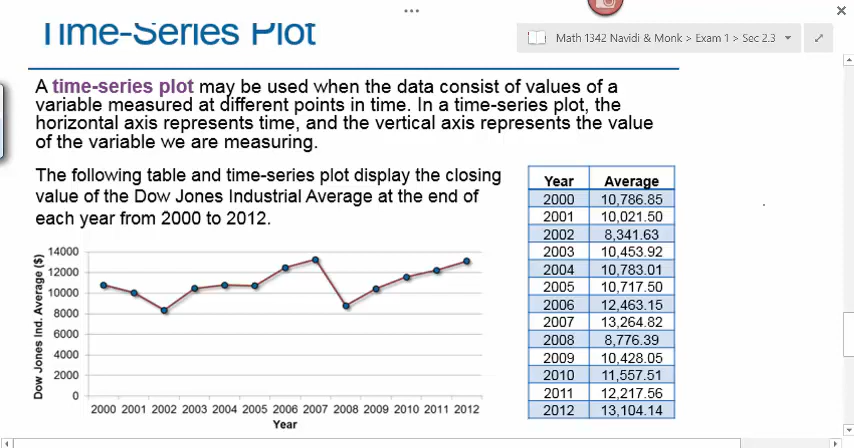 Time-Series Plot
Math 1342 Navidi & Monk > Exam 1 > Sec 2.3
A time-series plot may be used when the data consist of values of a
variable measured at different points in time. In a time-series plot, the
horizontal axis represents time, and the vertical axis represents the value
of the variable we are measuring.
The following table and time-series plot display the closing
value of the Dow Jones Industrial Average at the end of
each year from 2000 to 2012.
Year Average
2000 10,786.85
2001 10,021.50
2002 8,341.63
2003 10,453.92
2004 10,783.01
2005 10,717.50
2006 12,463.15
2007 13,264.82
2008 8,776.39
2009 10,428.05
2010 11,557.51
2011 12,217.56
2012 13,104.14
Dow Jones Ind. Average ($)
14000
12000
10000
8000
6000
4000
2000
0
2000 2001 2002 2003 2004 2005 2006 2007 2008 2009 2010 2011 2012
Year